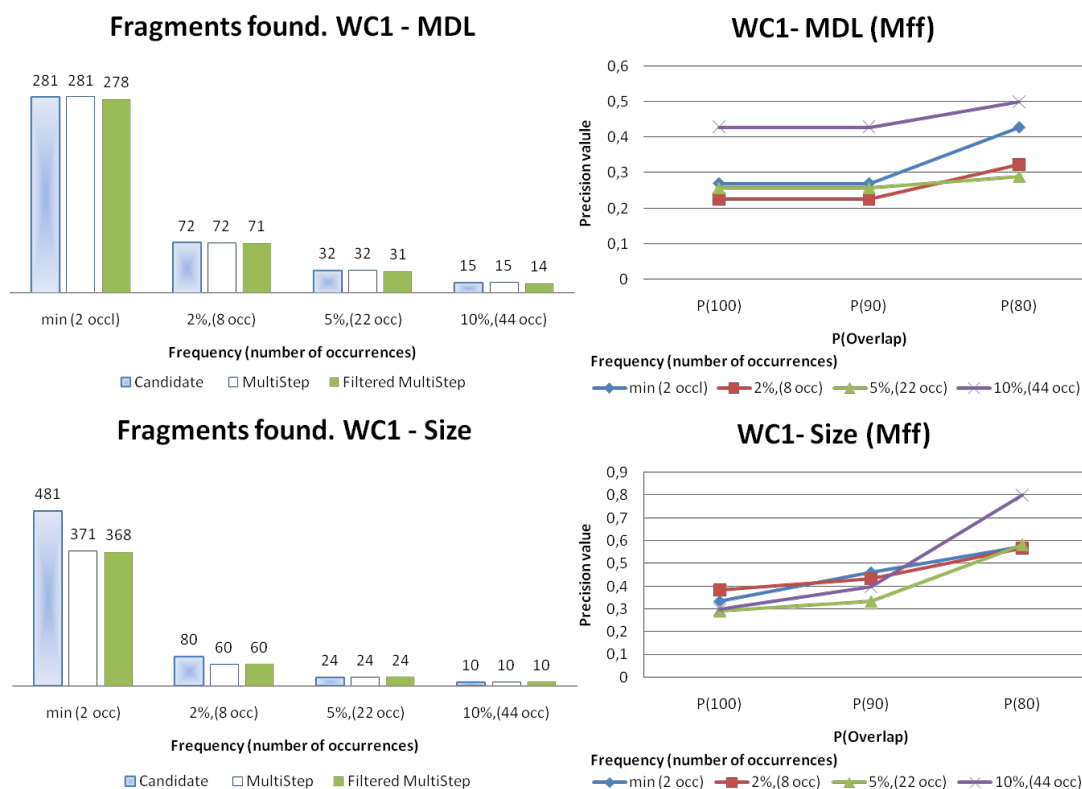 Fragments found. WC1 - MDL
281 281 278
72 72 71
32 32 31
15 15 14
min (2 occl) 2%,(8 occ) 5%,(22 occ) 10%,(44 occ)
Frequency (number of occurrences)
Candidate MultiStep Filtered MultiStep
WC1- MDL (Mff)
Precision valule
0,6
0,5
0,4
0,3
0,2
0,1
0
P(100) P(90) P(80)
P(Overlap)
Frequency (number of occurrences)
min (2 occl) 2%,(8 occ) 5%,(22 occ) 10%,(44 occ)
Fragments found. WC1 - Size
481 371 368
80 60 60
24 24 24
10 10 10
min (2 occ) 2%,(8 occ) 5%,(22 occ) 10%,(44 occ)
Frequency (number of occurrences)
Candidate MultiStep Filtered MultiStep
WC1- Size (Mff)
Precision value
0,9
0,8
0,7
0,6
0,5
0,4
0,3
0,2
0,1
0
P(100) P(90) P(80)
P(Overlap)
Frequency (number of occurrences)
min (2 occ) 2%,(8 occ) 5%,(22 occ) 10%,(44 occ)